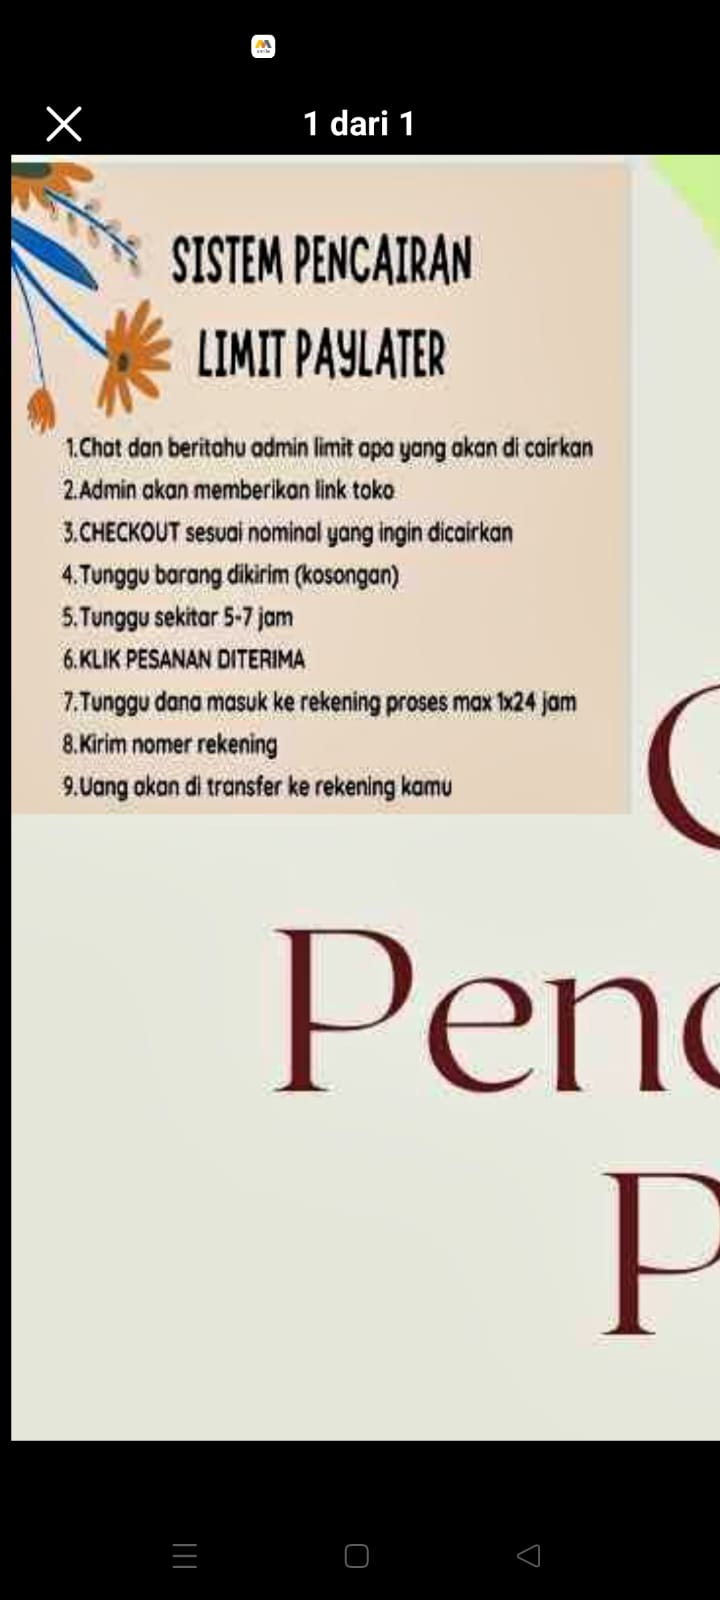 1 dari 1
SISTEM PENCAIRAN
LIMIT PAYLATER
1.Chat dan beritahu admin limit apa yang akan di cairkan
2.Admin akan memberikan link toko
3.CHECKOUT sesuai nominal yang ingin dicairkan
4.Tunggu barang dikirim (kosongan)
5.Tunggu sekitar 5-7 jam
6.KLIK PESANAN DITERIMA
7.Tunggu dana masuk ke rekening proses max 1x24 jam
8.Kirim nomer rekening
9.Uang akan di transfer ke rekening kamu
Pen
P